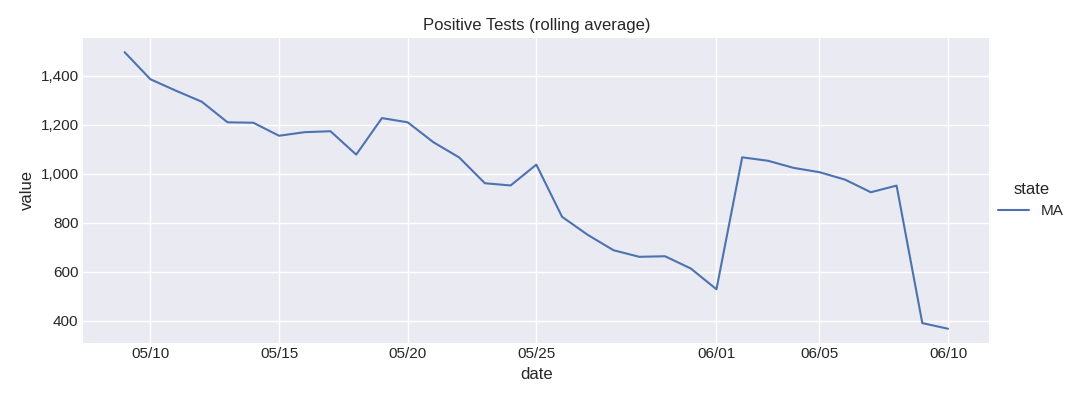 Positive Tests (rolling average)
1,400
1,200
1,000
800
600
400
value
05/10 05/15 05/20 05/25 06/01 06/05 06/10
date
state
MA